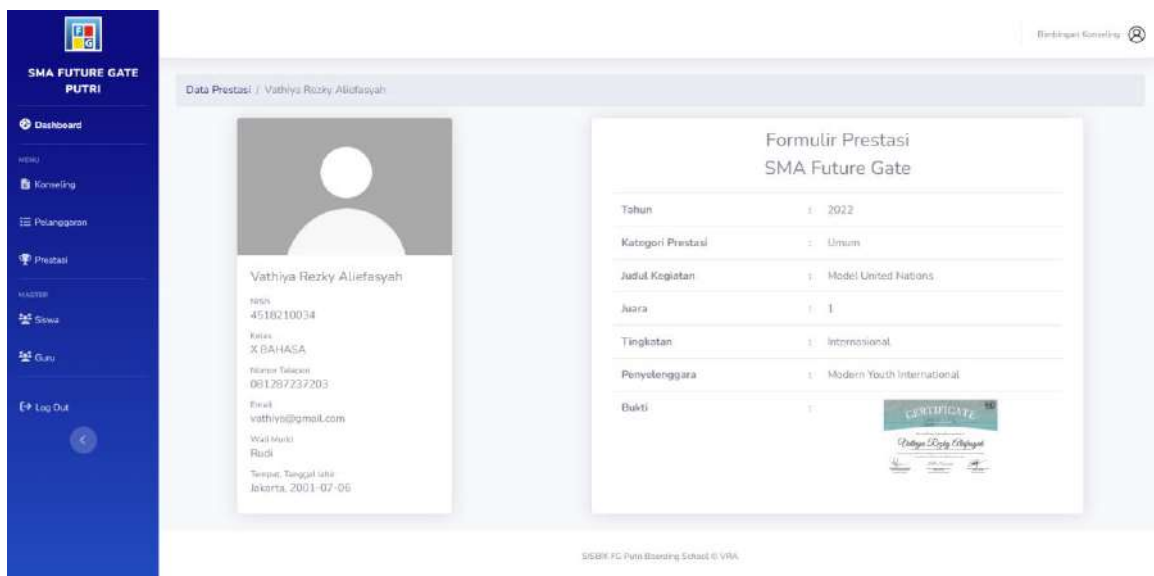 F
G
SMA FUTURE GATE
PUTRI
Dashboard
MENU
Konseling
Pelanggaran
Prestasi
MASTER
Siswa
Guru
Log Out
Bimbingan Konseling
Data Prestasi / Vathiya Rezky Aliefasyah
Vathiya Rezky Aliefasyah
NISN
4518210034
Kelas
X BAHASA
Nomor Telepon
081287237203
Email
vathiya@gmail.com
Wali Murid
Rudi
Tempat, Tanggal lahir
Jakarta, 2001-07-06
Formulir Prestasi
SMA Future Gate
Tahun : 2022
Kategori Prestasi : Umum
Judul Kegiatan : Model United Nations
Juara : 1
Tingkatan : Internasional
Penyelenggara : Modern Youth International
Bukti :
CERTIFICATE
Vathiya Rezky Aliefasyah
SISBK FG Putri Boarding School © VRA